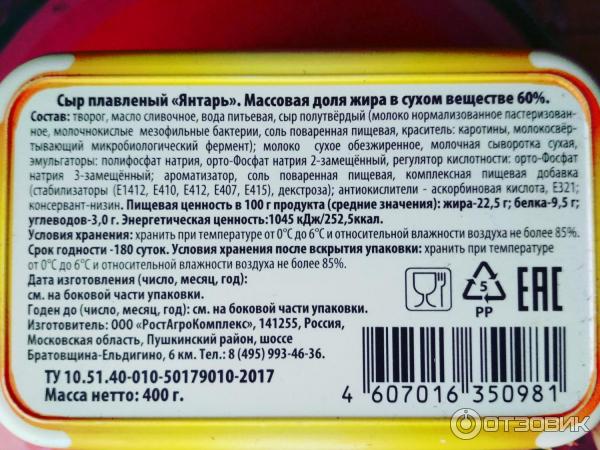 Сыр плавленый «Янтарь». Массовая доля жира в сухом веществе 60%.
Состав: творог, масло сливочное, вода питьевая, сыр полутвёрдый (молоко нормализованное пастеризован-
ное, молочнокислые мезофильные бактерии, соль поваренная пищевая, краситель: каротины, молокосвёр-
тывающий микробиологический фермент); молоко сухое обезжиренное, молочная сыворотка сухая,
эмульгаторы: полифосфат натрия, орто-Фосфат натрия 2-замещённый, регулятор кислотности: орто-Фосфат
натрия 3-замещённый; ароматизатор, соль поваренная пищевая, комплексная пищевая добавка
(стабилизаторы (Е1412, Е410, Е412, Е407, Е415), декстроза); антиокислители - аскорбиновая кислота, Е321;
консервант-низин. Пищевая ценность в 100 г продукта (средние значения): жира-22,5 г; белка-9,5 г;
углеводов-3,0 г. Энергетическая ценность:1045 кДж/252,5ккал.
Условия хранения: хранить при температуре от 0°С до 6°С и относительной влажности воздуха не более 85%.
Срок годности -180 суток. Условия хранения после вскрытия упаковки: хранить при температуре
от 0°С до 6°С и относительной влажности воздуха не более 85%.
Дата изготовления (число, месяц, год):
см. на боковой части упаковки.
Годен до (число, месяц, год): см. на боковой части упаковки.
Изготовитель: ООО «РостАгроКомплекс», 141255, Россия,
Московская область, Пушкинский район, шоссе
Братовщина-Ельдигино, 6 км. Тел.: 8 (495) 993-46-36.
ТУ 10.51.40-010-50179010-2017
Масса нетто: 400 г.
5
PP
EAC
4 607016 350981
ОТЗОВИК